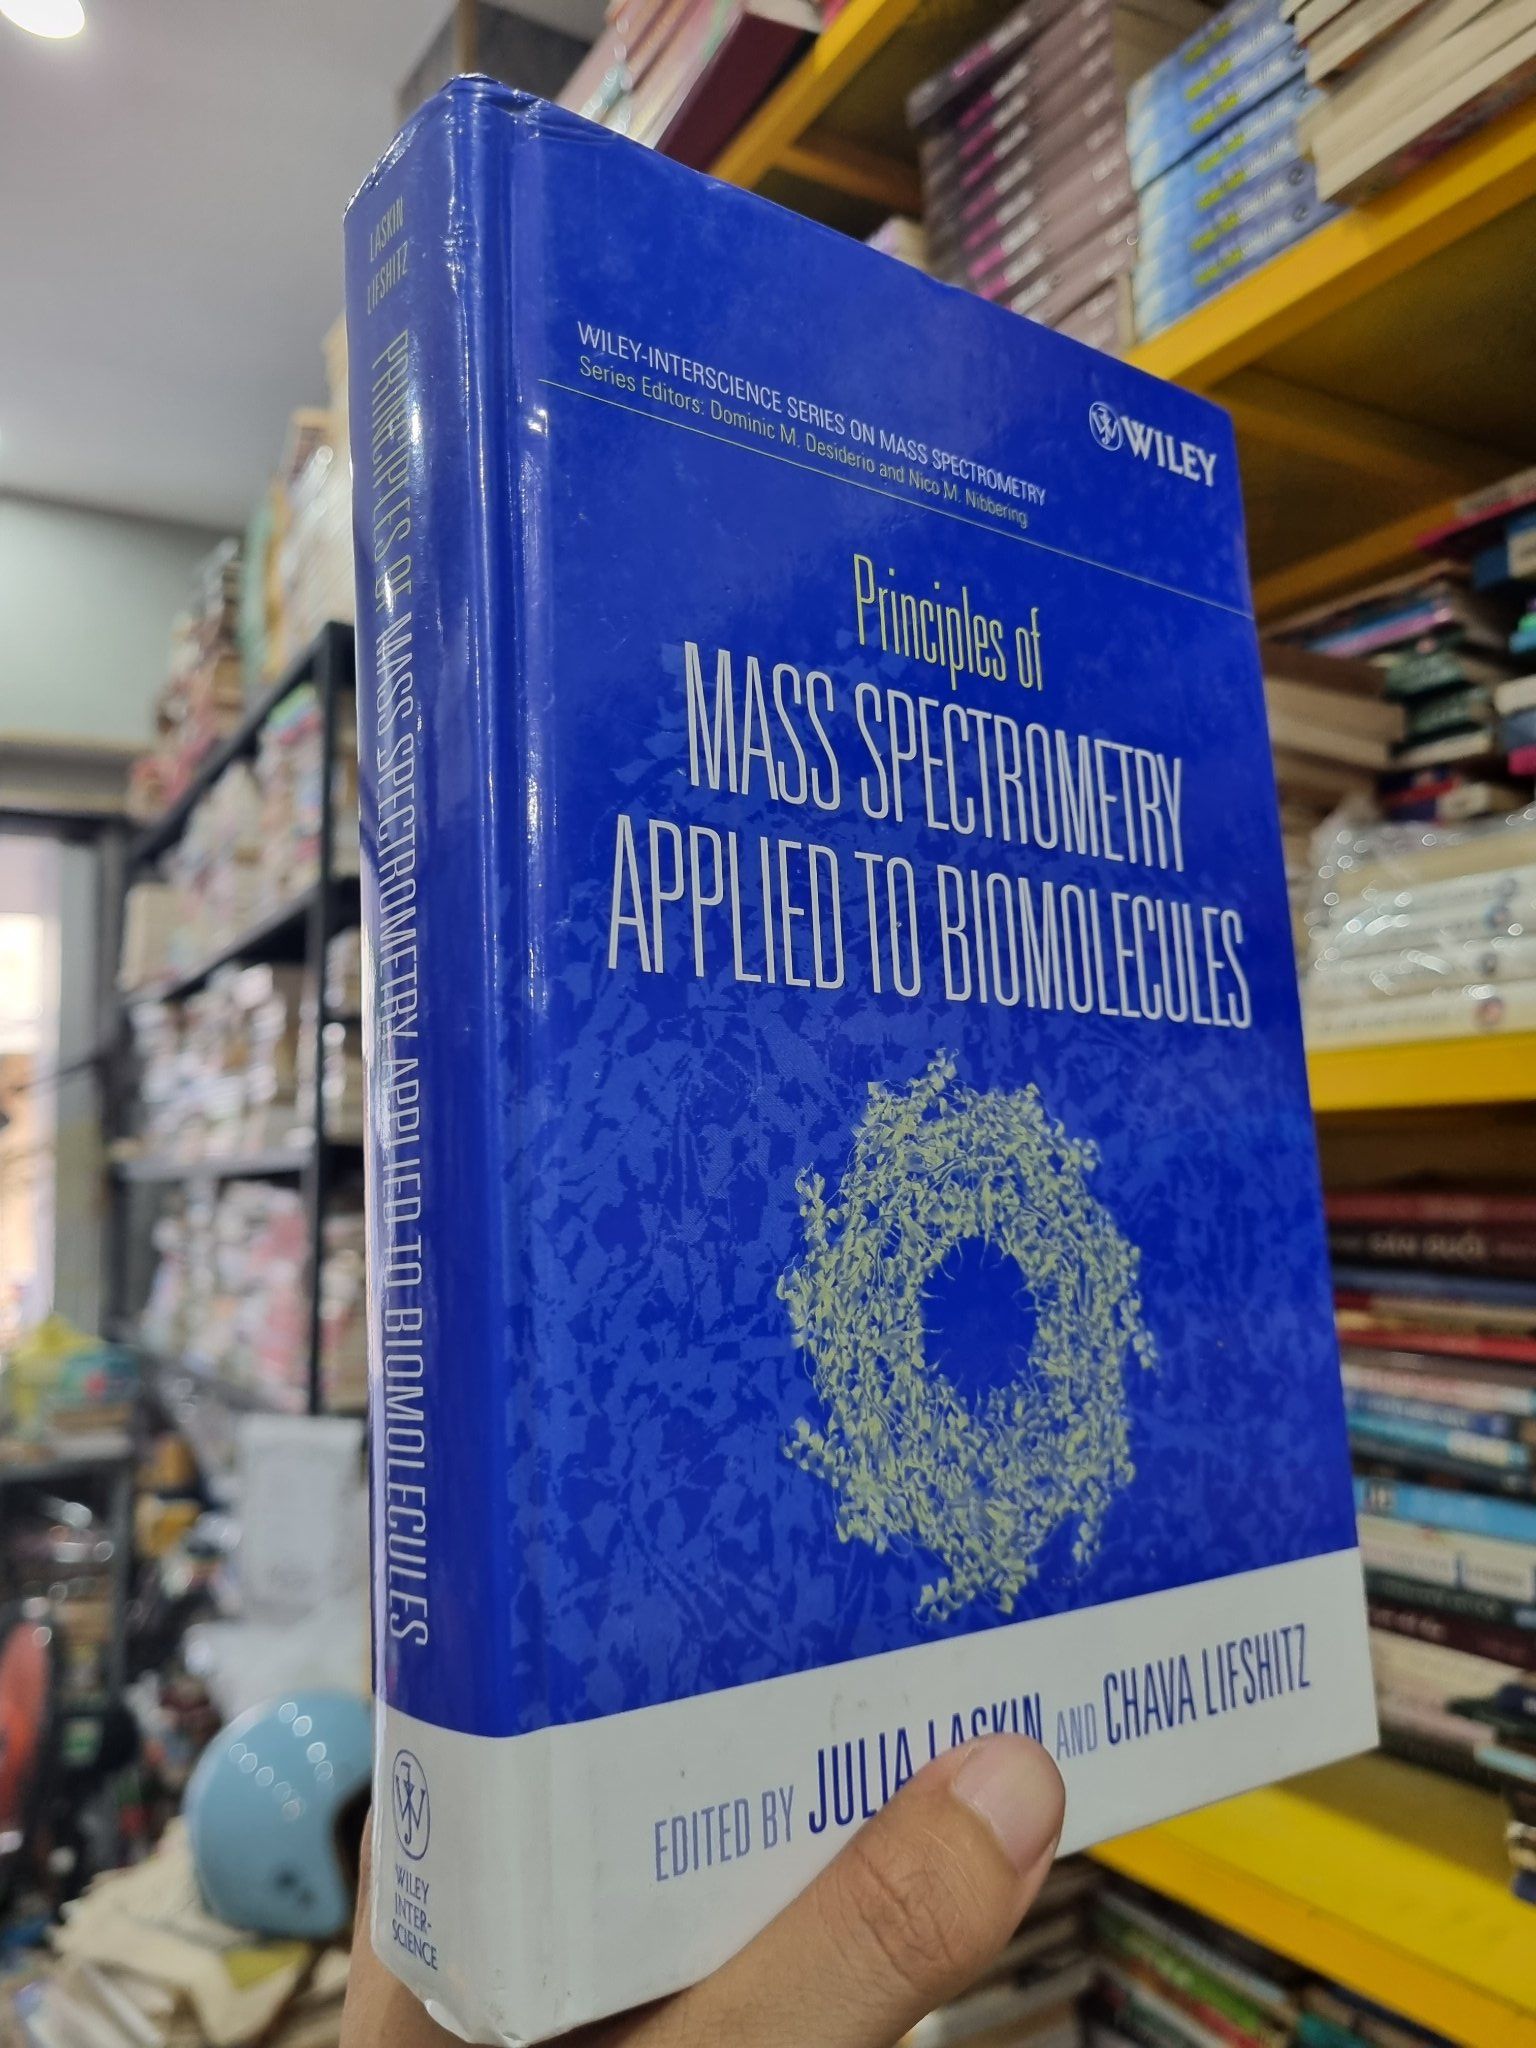 LASKIN
LIFSHITZ
PRINCIPLES OF MASS SPECTROMETRY APPLIED TO BIOMOLECULES
WILEY
INTER-
SCIENCE
WILEY-INTERSCIENCE SERIES ON MASS SPECTROMETRY
Series Editors: Dominic M. Desiderio and Nico M. Nibbering
WILEY
Principles of
MASS SPECTROMETRY
APPLIED TO BIOMOLECULES
EDITED BY JULIA LASKIN AND CHAVA LIFSHITZ